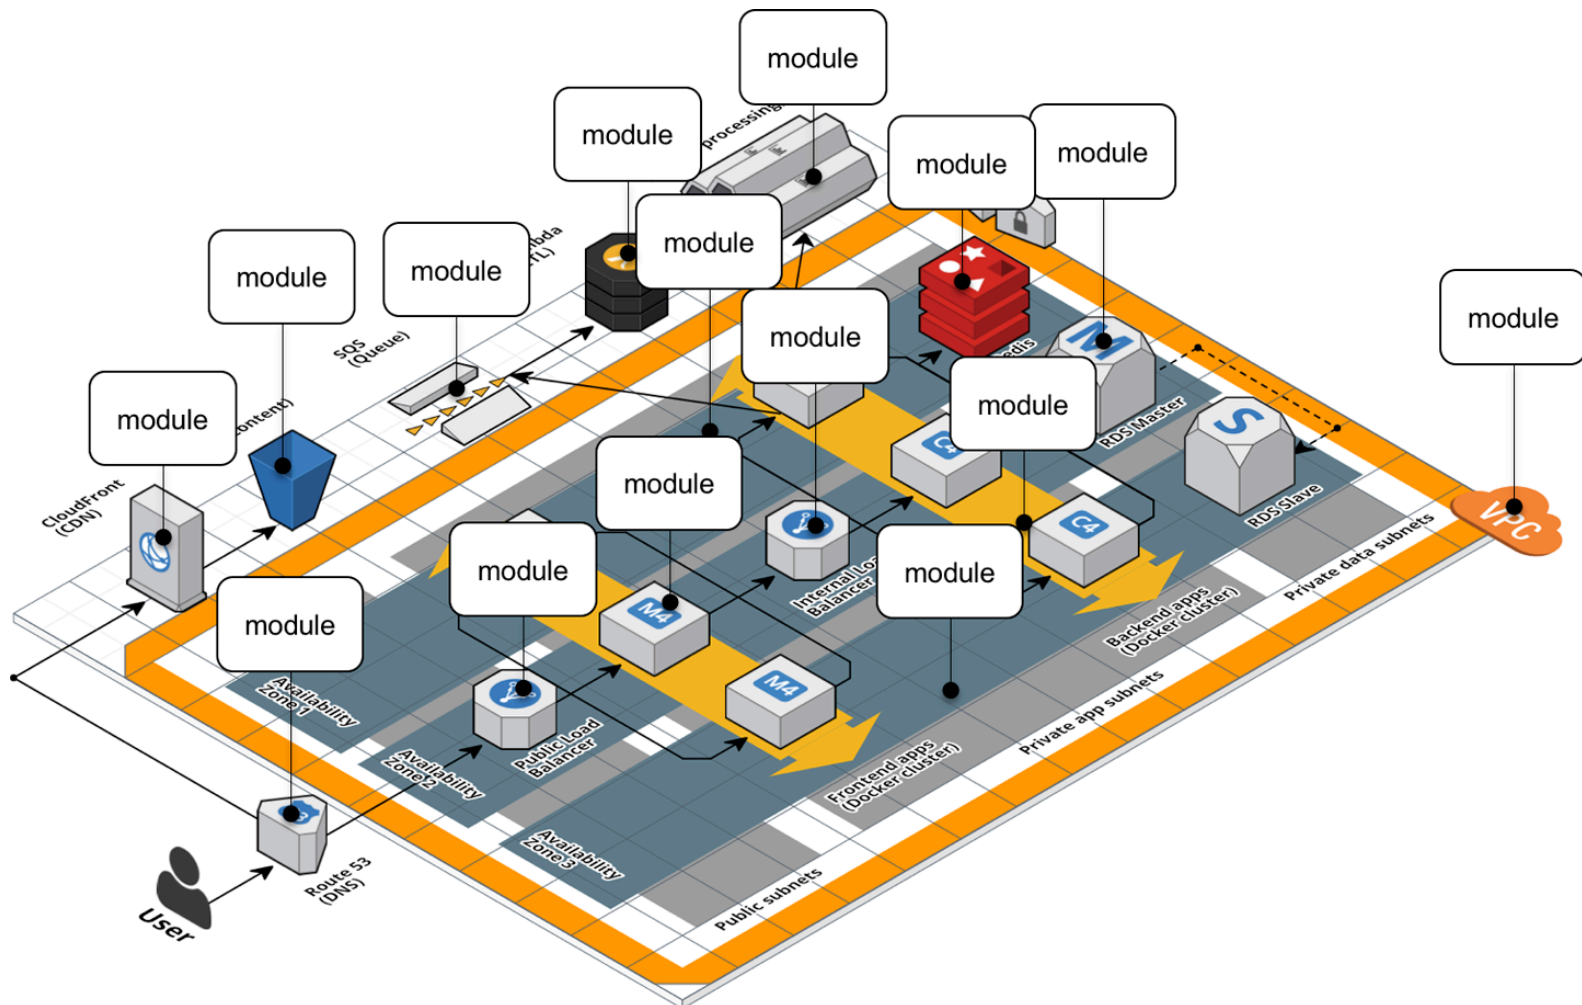 module
module
processing
module
module
module
module
SQS
(Queue)
module
module
module
module
VPC
module
CloudFront
(CDN)
module
RDS Master
S
M
C4
RDS Slave
module
C4
Private data subnets
module
module
M4
Internal
Balancer
Backend apps
(Docker cluster)
module
M4
Availability
Zone 1
Public Load
Balancer
Private app subnets
Availability
Zone 2
Frontend apps
(Docker cluster)
Availability
Zone 3
Route 53
(DNS)
Public subnets
User